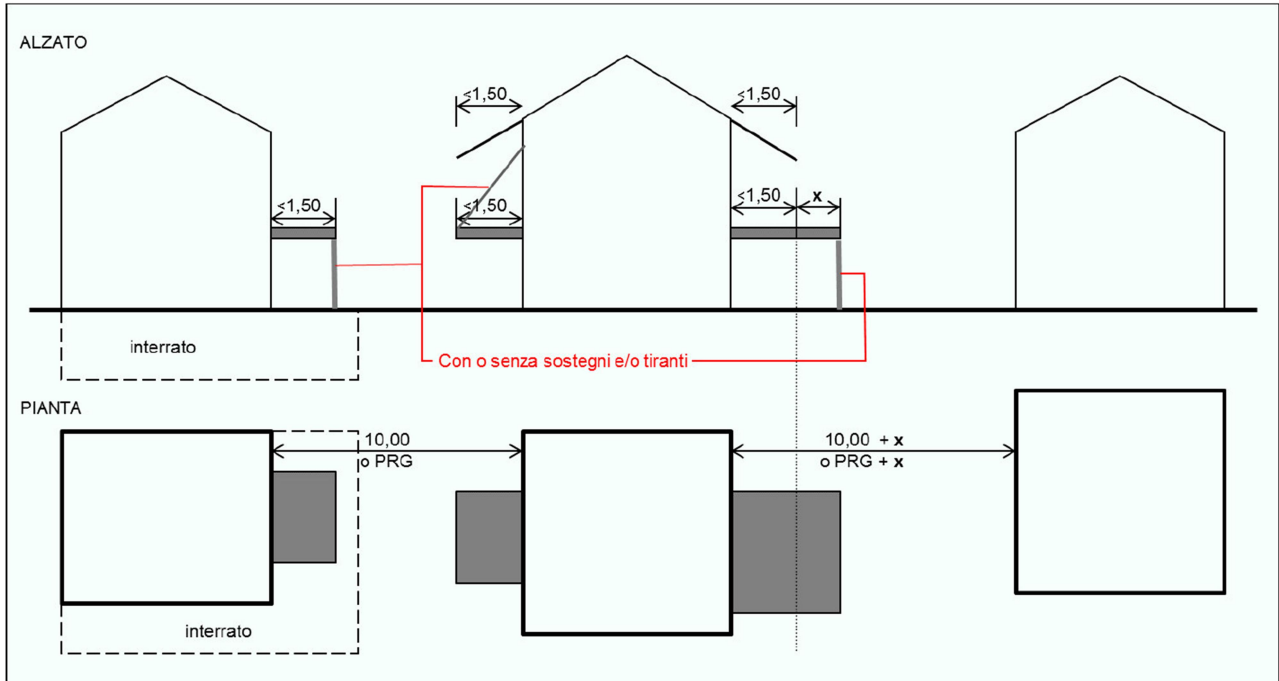 ALZATO
≤1,50
≤1,50
≤1,50
≤1,50
≤1,50
x
interrato
Con o senza sostegni e/o tiranti
PIANTA
10,00
o PRG
10,00 + x
o PRG + x
interrato